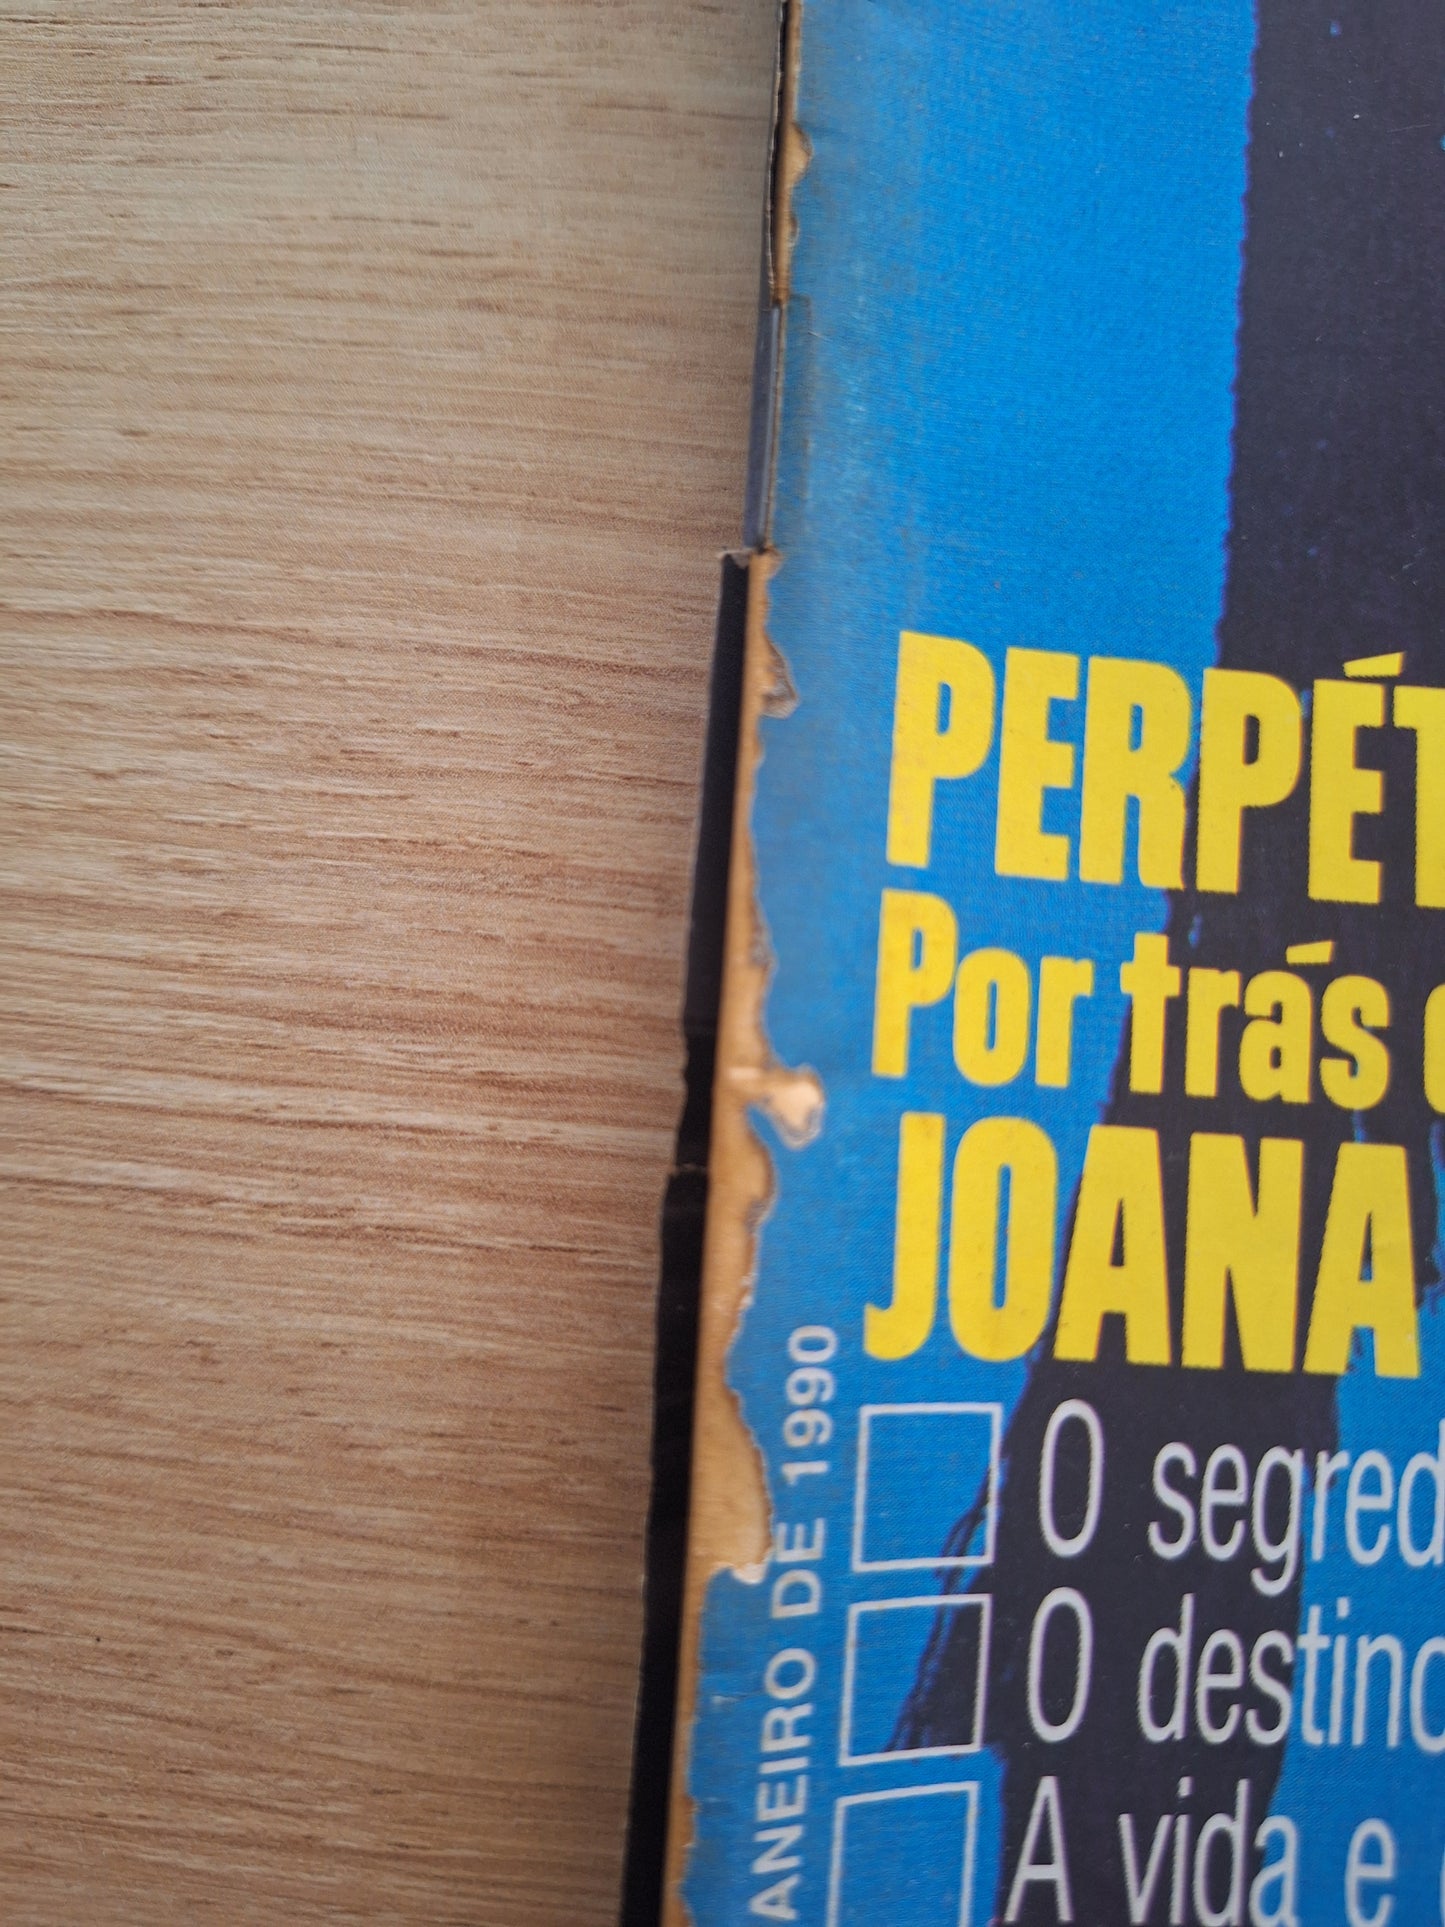 PERPÉT
Por trás
JOANA
O segred
O destino
A vida e
ANEIRO DE 1990